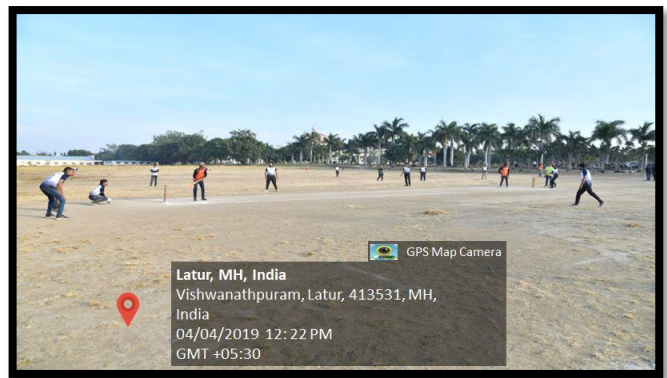 GPS Map Camera
Latur, MH, India
Vishwanathpuram, Latur, 413531, MH,
India
04/04/2019 12:22 PM
GMT +05:30